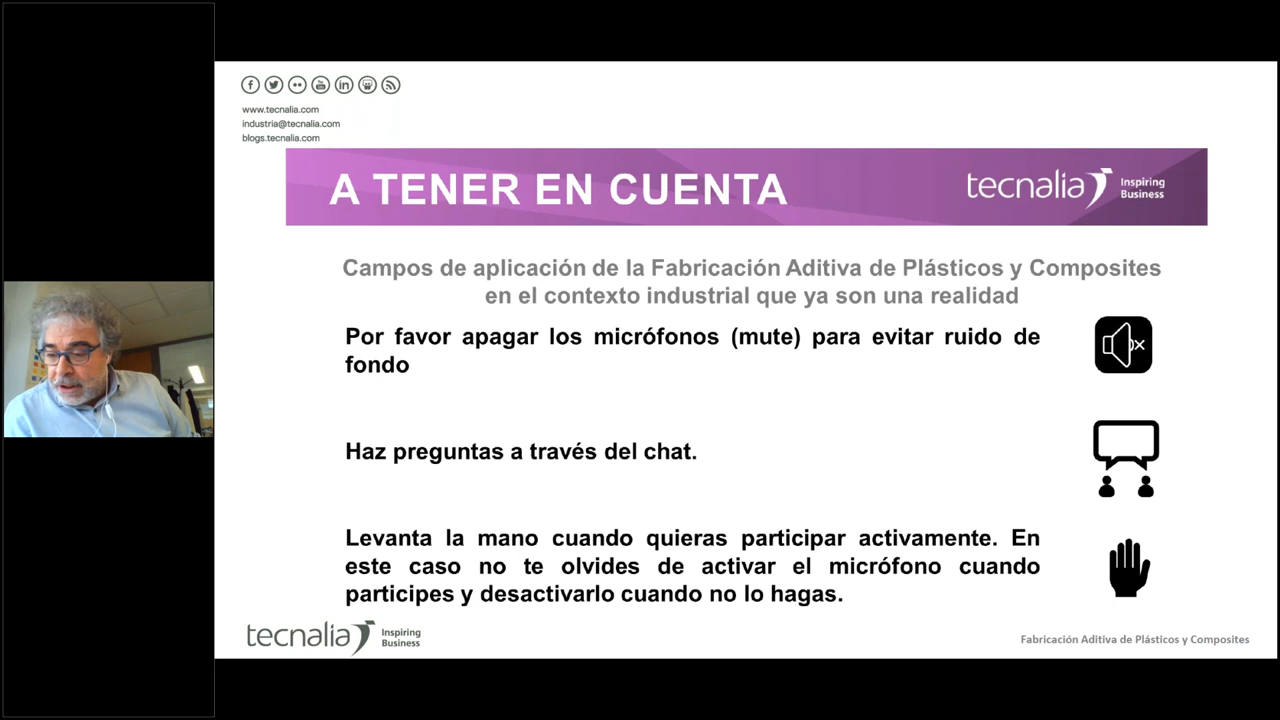 www.tecnalia.com
industria@tecnalia.com
blogs.tecnalia.com
A TENER EN CUENTA
tecnalia Inspiring Business
Campos de aplicación de la Fabricación Aditiva de Plásticos y Composites
en el contexto industrial que ya son una realidad
Por favor apagar los micrófonos (mute) para evitar ruido de
fondo
Haz preguntas a través del chat.
Levanta la mano cuando quieras participar activamente. En
este caso no te olvides de activar el micrófono cuando
participes y desactivarlo cuando no lo hagas.
tecnalia Inspiring Business
Fabricación Aditiva de Plásticos y Composites